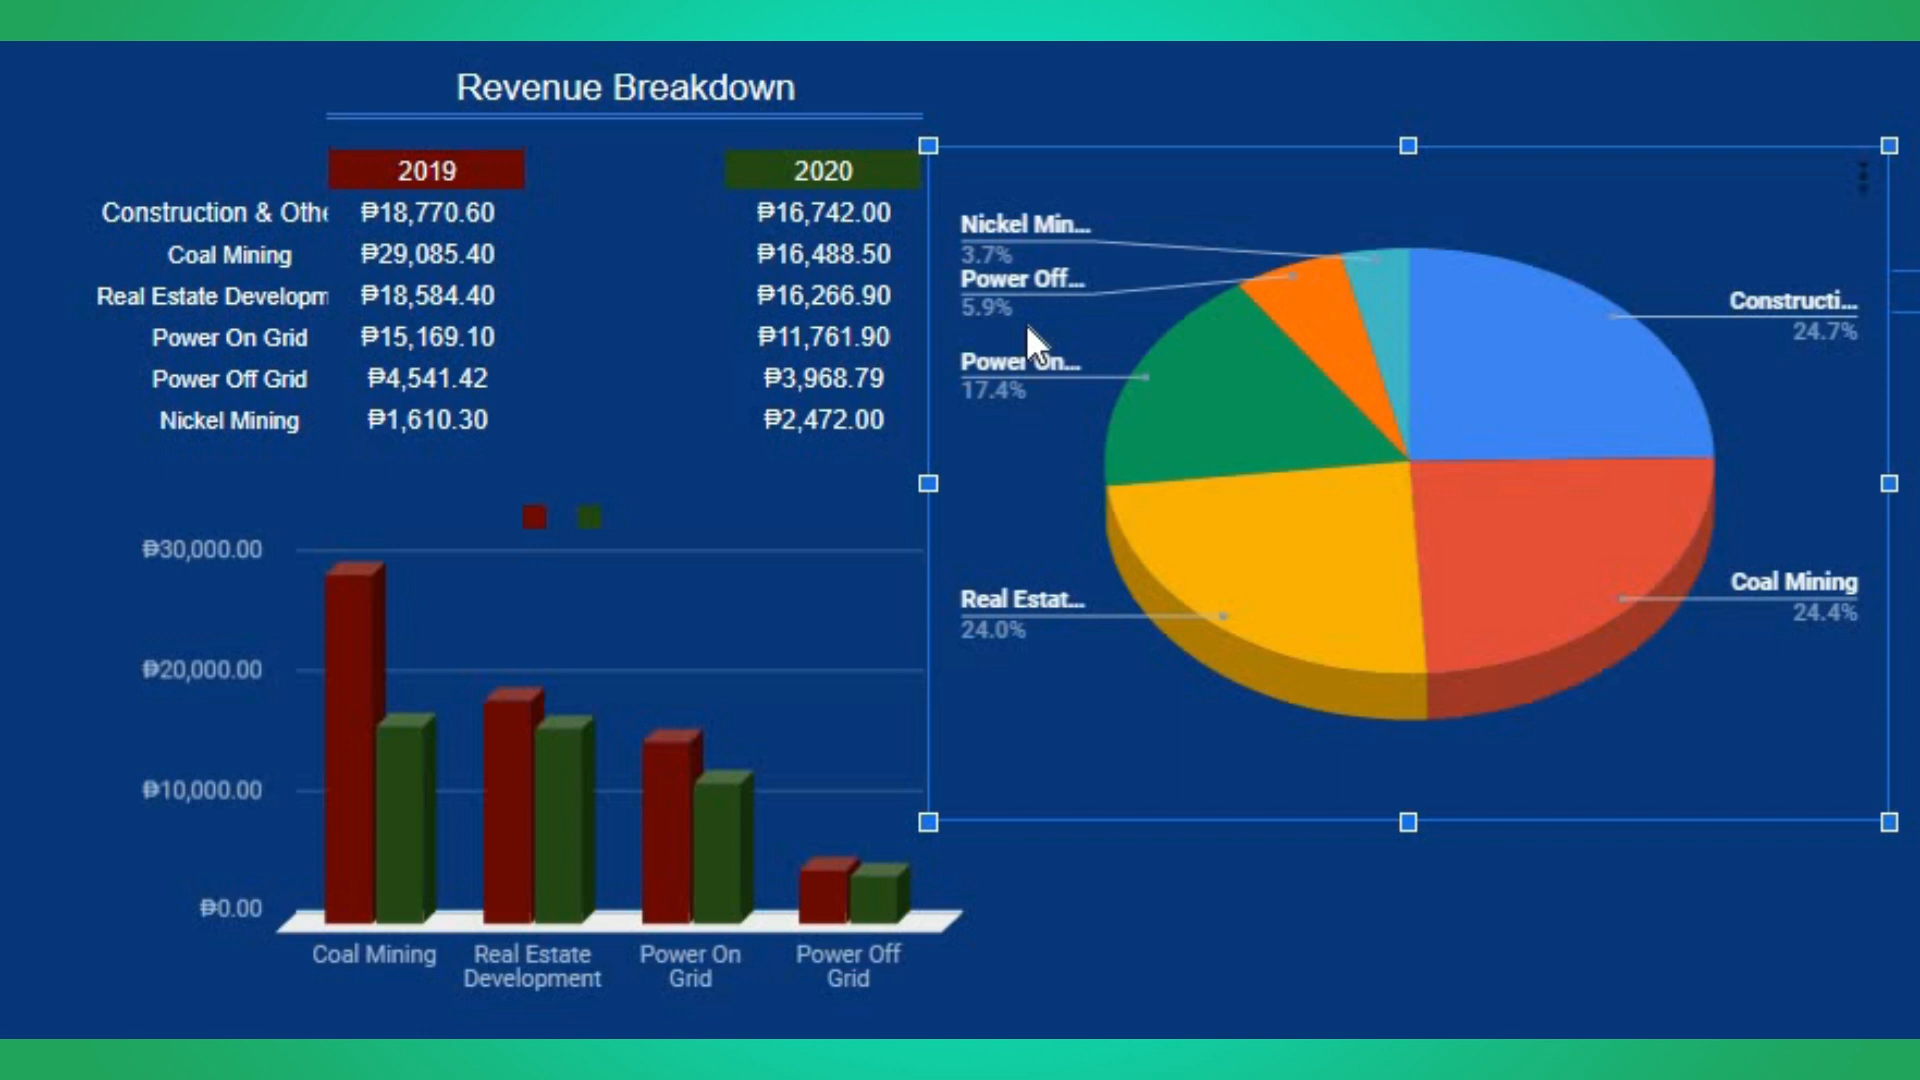 Revenue Breakdown
2019 2020
Construction & Othe ₱18,770.60 ₱16,742.00
Coal Mining ₱29,085.40 ₱16,488.50
Real Estate Developm ₱18,584.40 ₱16,266.90
Power On Grid ₱15,169.10 ₱11,761.90
Power Off Grid ₱4,541.42 ₱3,968.79
Nickel Mining ₱1,610.30 ₱2,472.00
₱30,000.00
₱20,000.00
₱10,000.00
₱0.00
Coal Mining
Real Estate
Development
Power On
Grid
Power Off
Grid
Nickel Min...
3.7%
Power Off...
5.9%
Power On...
17.4%
Real Estat...
24.0%
Constructi...
24.7%
Coal Mining
24.4%